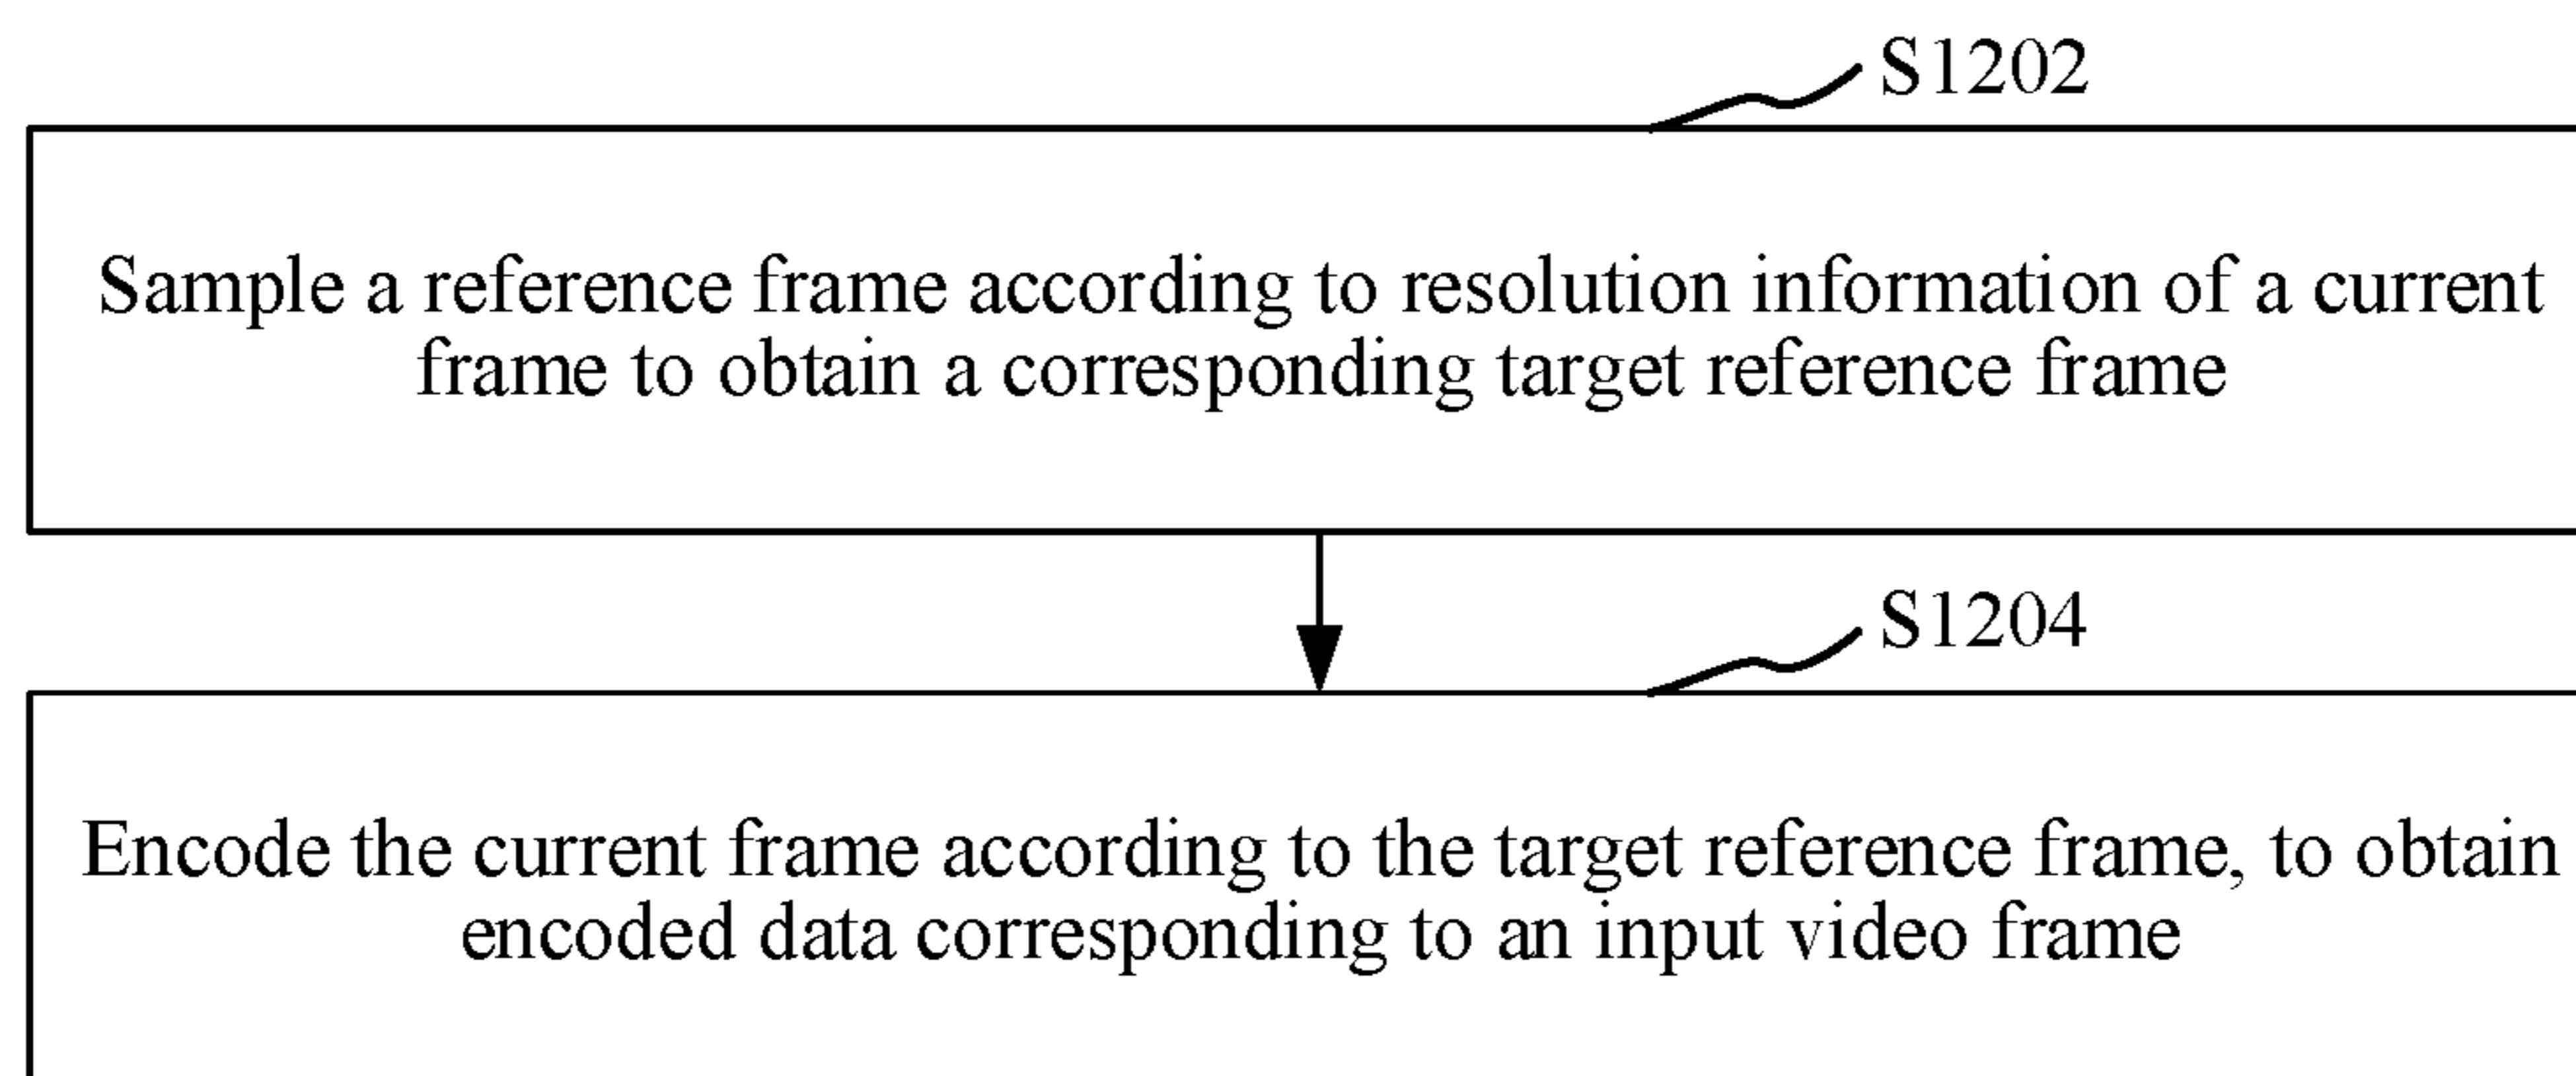 S1202
Sample a reference frame according to resolution information of a current
frame to obtain a corresponding target reference frame
S1204
Encode the current frame according to the target reference frame, to obtain
encoded data corresponding to an input video frame